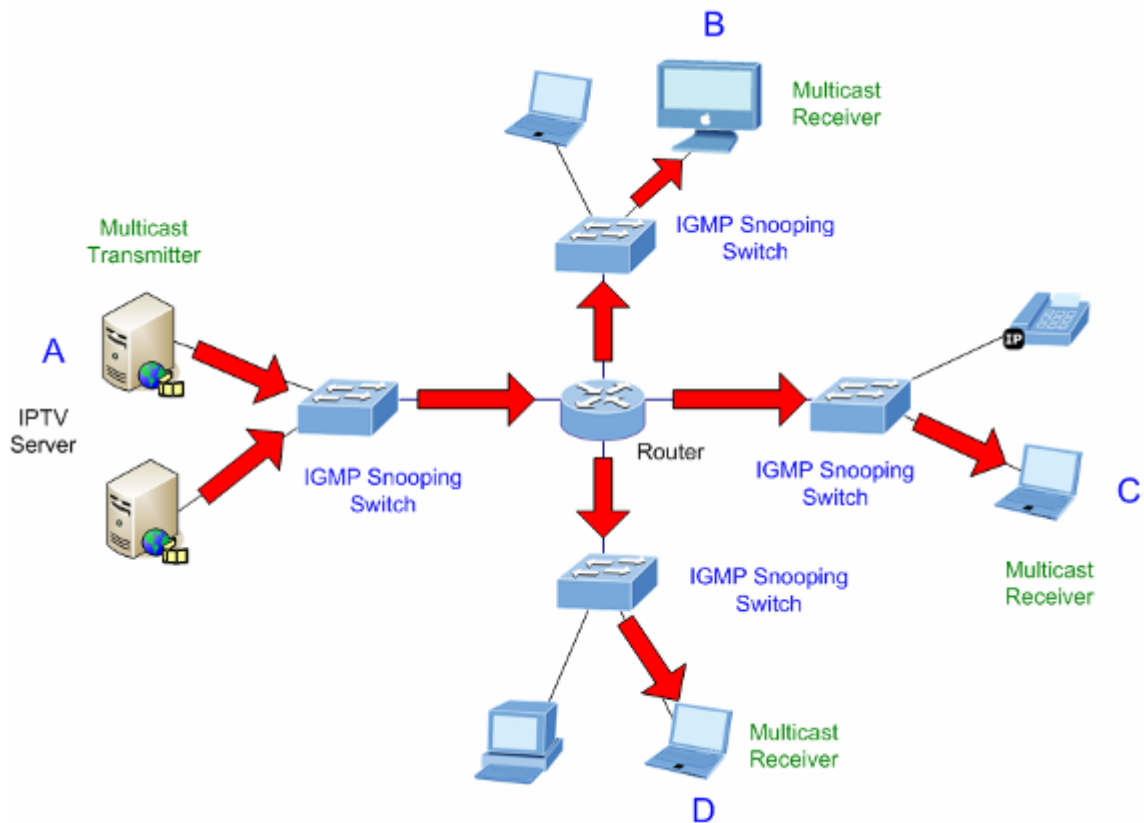 B
Multicast
Receiver
IGMP Snooping
Switch
Multicast
Transmitter
A
IPTV
Server
IGMP Snooping
Switch
Router
IP
IGMP Snooping
Switch
C
Multicast
Receiver
IGMP Snooping
Switch
Multicast
Receiver
D